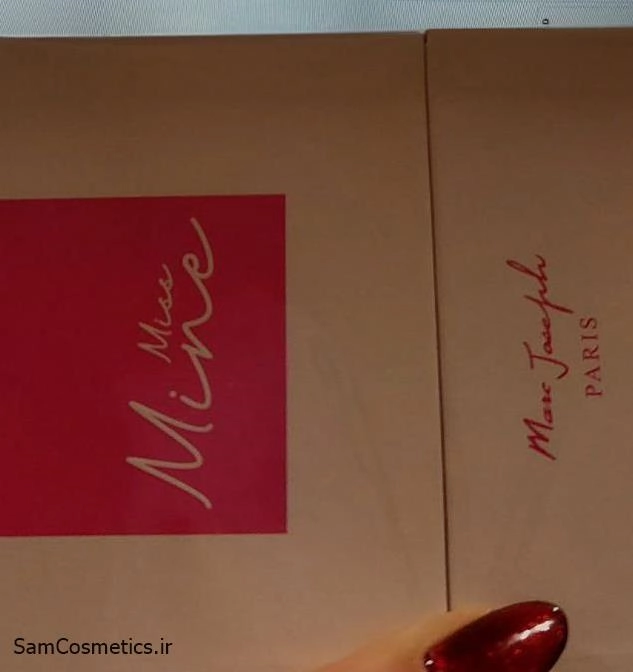 Miss
Mine
Marc Joseph
PARIS
SamCosmetics.ir